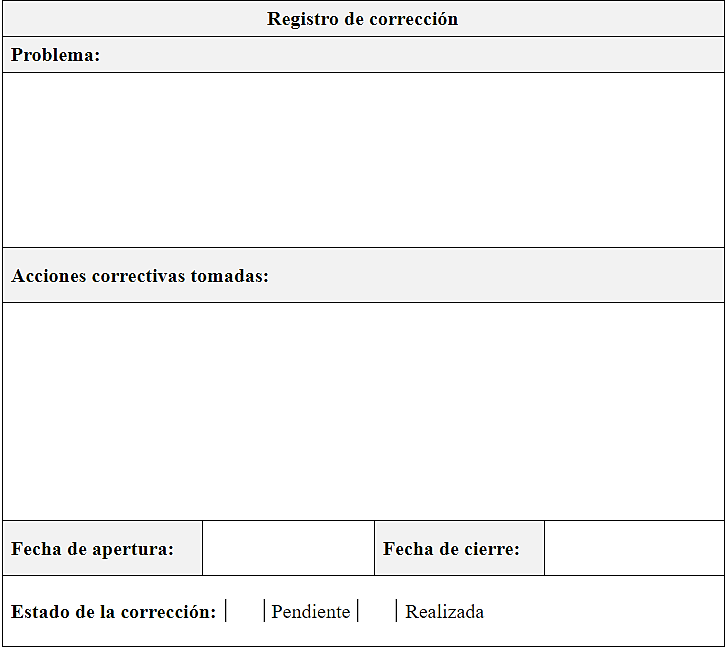 Registro de corrección
Problema:
Acciones correctivas tomadas:
Fecha de apertura: Fecha de cierre:
Estado de la corrección: | | Pendiente | | Realizada